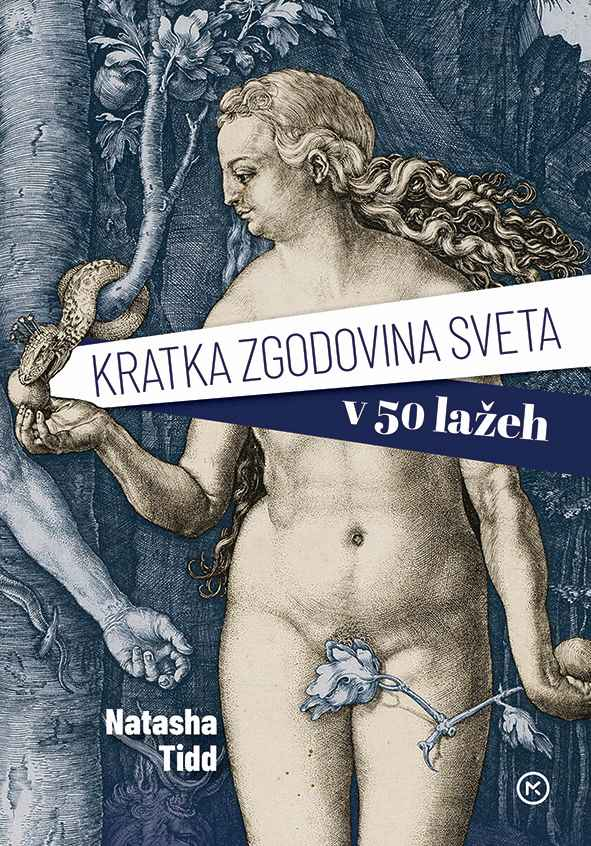 KRATKA ZGODOVINA SVETA
v 50 lažeh
Natasha
Tidd